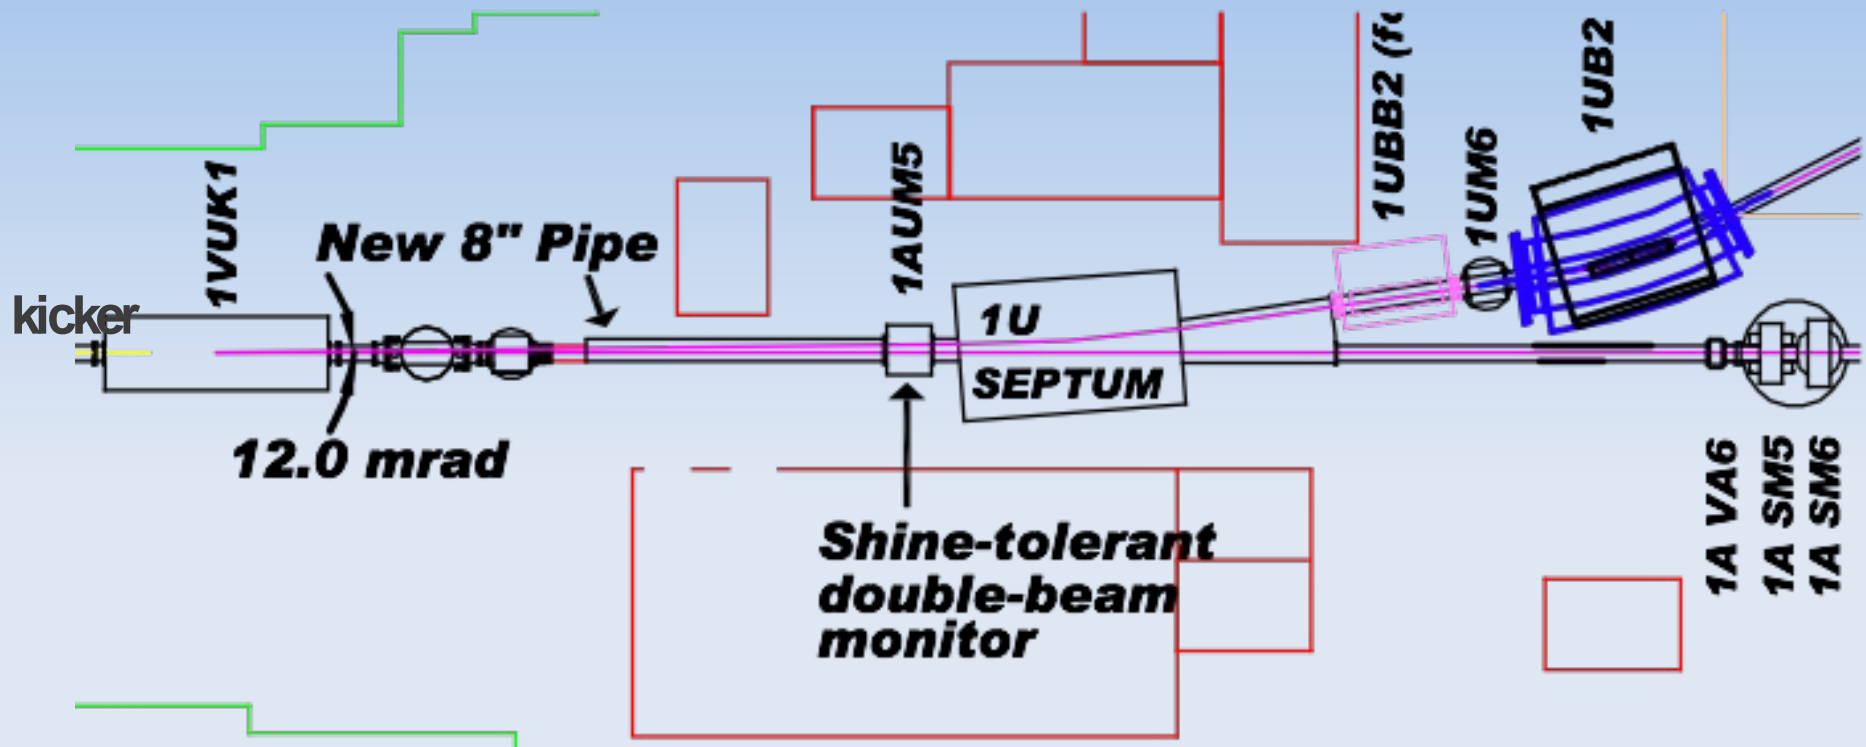 1VUK1
New 8" Pipe
kicker
12.0 mrad
1AUM5
1U
SEPTUM
Shine-tolerant
double-beam
monitor
1UBB2
1UM6
1UB2
1A VA6
1A SM5
1A SM6